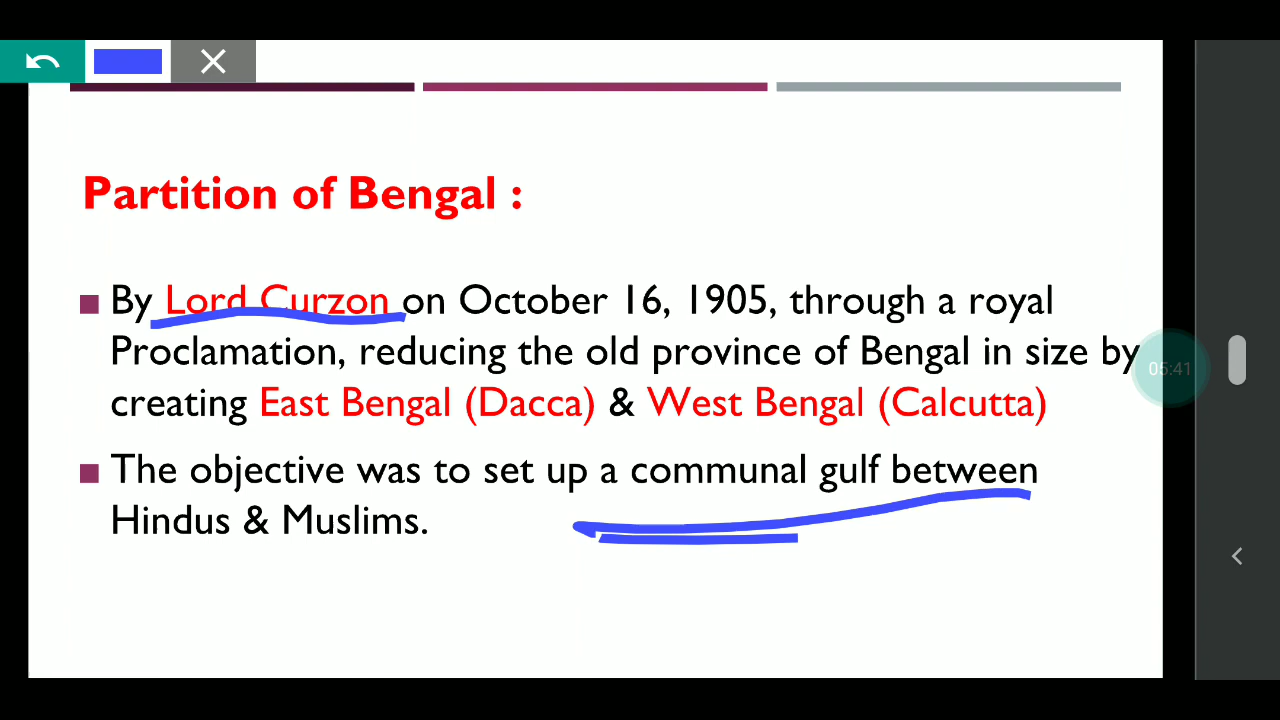 Partition of Bengal :
By Lord Curzon on October 16, 1905, through a royal
Proclamation, reducing the old province of Bengal in size by
05:41
creating East Bengal (Dacca) & West Bengal (Calcutta)
The objective was to set up a communal gulf between
Hindus & Muslims.